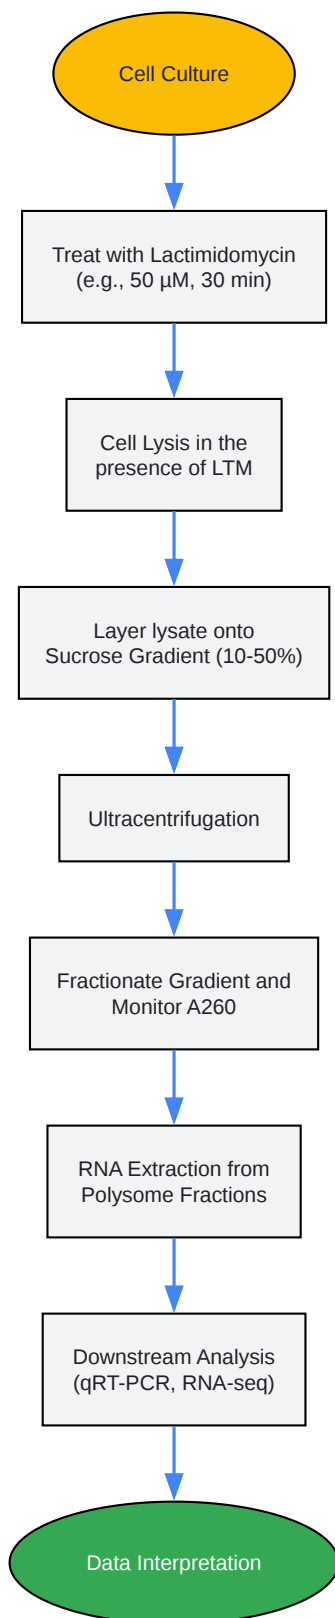 Cell Culture
Treat with Lactimidomycin
(e.g., 50 µM, 30 min)
Cell Lysis in the
presence of LTM
Layer lysate onto
Sucrose Gradient (10-50%)
Ultracentrifugation
Fractionate Gradient and
Monitor A260
RNA Extraction from
Polysome Fractions
Downstream Analysis
(qRT-PCR, RNA-seq)
Data Interpretation